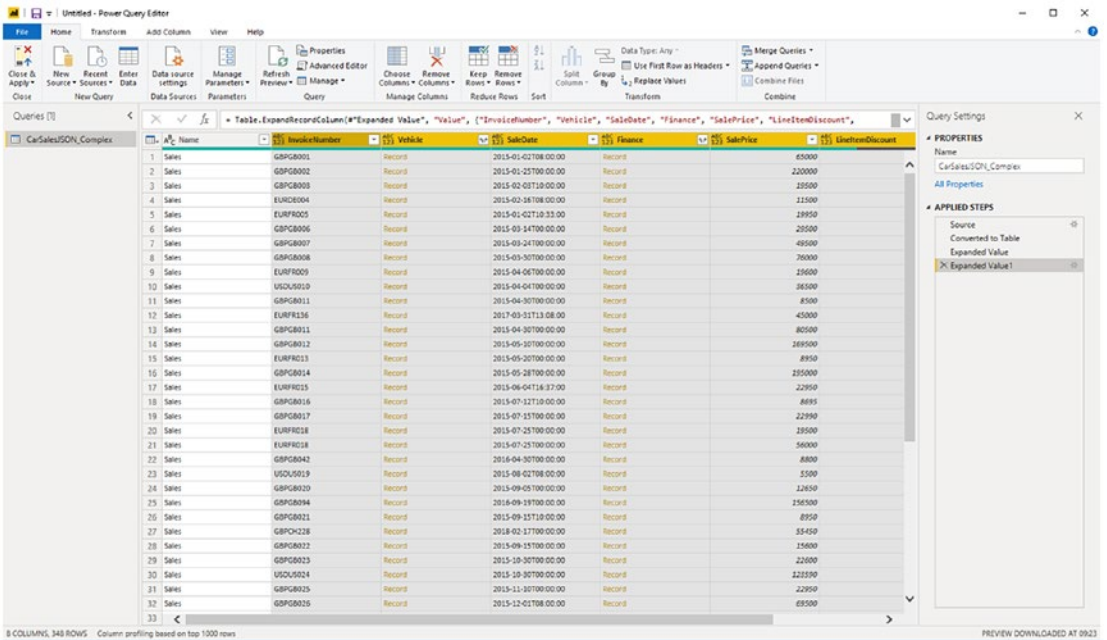 Untitled - Power Query Editor
File Home Transform Add Column View Help
Close & Apply New Source Recent Sources Enter Data Data source settings Manage Parameters Refresh Preview Properties Advanced Editor Manage Choose Columns Remove Columns Keep Rows Remove Rows Split Column Group By Data Type: Any Use First Row as Headers Replace Values Merge Queries Append Queries Combine Files
Close New Query Data Sources Parameters Query Manage Columns Reduce Rows Sort Transform Combine
Queries [1]
CarSalesJSON_Complex
= Table.ExpandRecordColumn(#"Expanded Value", "Value", {"InvoiceNumber", "Vehicle", "SaleDate", "Finance", "SalePrice", "LineItemDiscount",
Name InvoiceNumber Vehicle SaleDate Finance SalePrice LineItemDiscount
1 Sales GBPGB001 Record 2015-01-02T08:00:00 Record 65000
2 Sales GBPGB002 Record 2015-01-25T00:00:00 Record 220000
3 Sales GBPGB003 Record 2015-02-03T10:00:00 Record 19500
4 Sales EURDE004 Record 2015-02-16T08:00:00 Record 11500
5 Sales EURFR005 Record 2015-01-02T10:33:00 Record 19950
6 Sales GBPGB006 Record 2015-03-14T00:00:00 Record 29500
7 Sales GBPGB007 Record 2015-03-24T00:00:00 Record 49500
8 Sales GBPGB008 Record 2015-03-30T00:00:00 Record 76000
9 Sales EURFR009 Record 2015-04-06T00:00:00 Record 19600
10 Sales USDUS010 Record 2015-04-04T00:00:00 Record 36500
11 Sales GBPGB011 Record 2015-04-30T00:00:00 Record 8500
12 Sales EURFR136 Record 2017-03-31T13:08:00 Record 45000
13 Sales GBPGB011 Record 2015-04-30T00:00:00 Record 80500
14 Sales GBPGB012 Record 2015-05-10T00:00:00 Record 169500
15 Sales EURFR013 Record 2015-05-20T00:00:00 Record 8950
16 Sales GBPGB014 Record 2015-05-28T00:00:00 Record 195000
17 Sales EURFR015 Record 2015-06-04T16:37:00 Record 22950
18 Sales GBPGB016 Record 2015-07-12T10:00:00 Record 8695
19 Sales GBPGB017 Record 2015-07-15T00:00:00 Record 22990
20 Sales EURFR018 Record 2015-07-25T00:00:00 Record 19500
21 Sales EURFR018 Record 2015-07-25T00:00:00 Record 56000
22 Sales GBPGB042 Record 2016-04-30T00:00:00 Record 8800
23 Sales USDUS019 Record 2015-08-02T08:00:00 Record 5500
24 Sales GBPGB020 Record 2015-09-05T00:00:00 Record 12650
25 Sales GBPGB094 Record 2016-09-19T00:00:00 Record 156500
26 Sales GBPGB021 Record 2015-09-15T10:00:00 Record 8950
27 Sales GBPCH228 Record 2018-02-17T00:00:00 Record 55450
28 Sales GBPGB022 Record 2015-09-15T00:00:00 Record 15600
29 Sales GBPGB023 Record 2015-10-30T00:00:00 Record 22600
30 Sales USDUS024 Record 2015-10-30T00:00:00 Record 123590
31 Sales GBPGB025 Record 2015-11-10T00:00:00 Record 22950
32 Sales GBPGB026 Record 2015-12-01T08:00:00 Record 69500
33
Query Settings
PROPERTIES
Name
CarSalesJSON_Complex
All Properties
APPLIED STEPS
Source
Converted to Table
Expanded Value
Expanded Value1
8 COLUMNS, 348 ROWS Column profiling based on top 1000 rows
PREVIEW DOWNLOADED AT 09:23